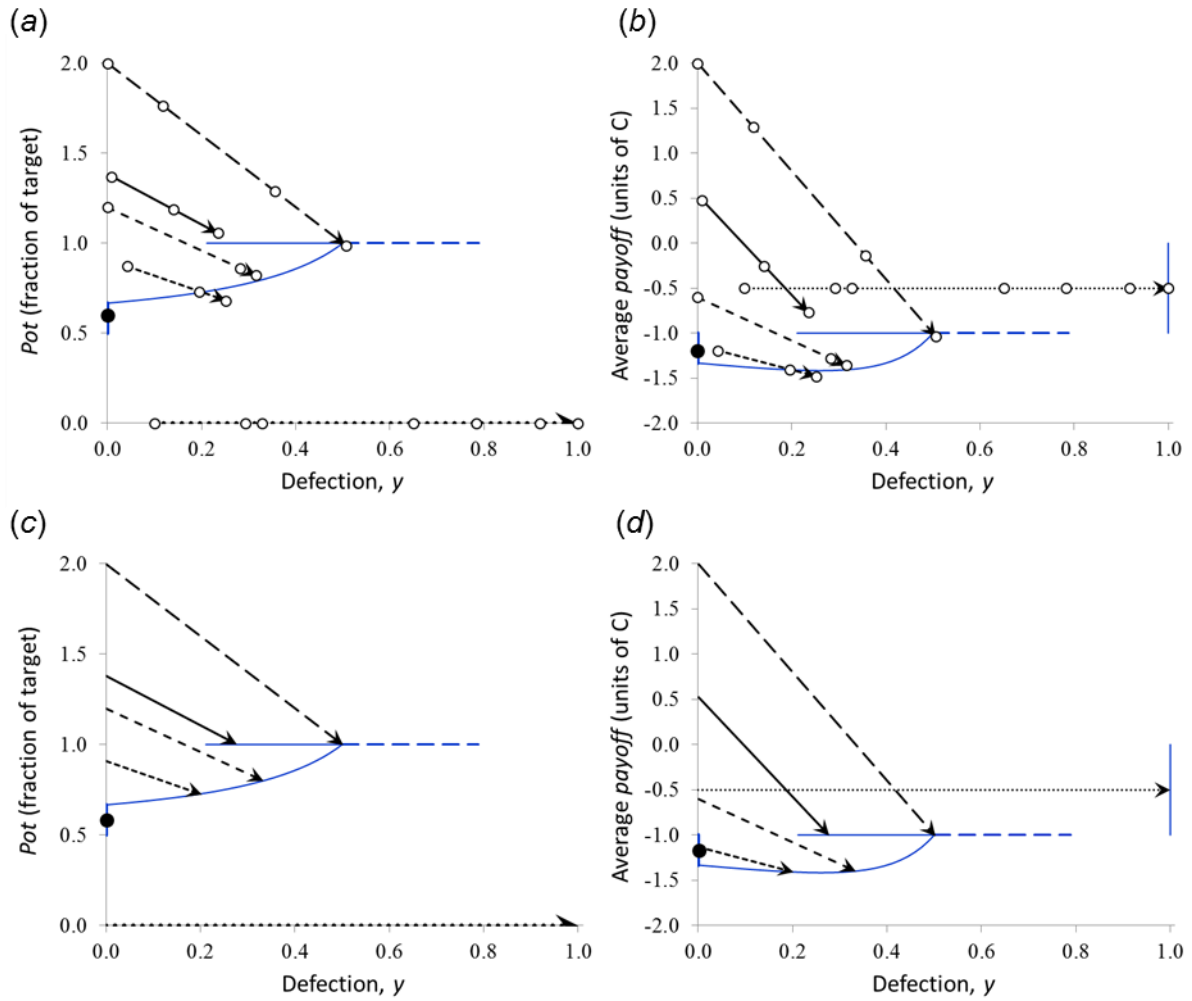 (a)
2.0
1.5
1.0
0.5
0.0
0.0 0.2 0.4 0.6 0.8 1.0
Pot (fraction of target)
Defection, y
(b)
2.0
1.5
1.0
0.5
0.0
-0.5
-1.0
-1.5
-2.0
0.0 0.2 0.4 0.6 0.8 1.0
Average payoff (units of C)
Defection, y
(c)
2.0
1.5
1.0
0.5
0.0
0.0 0.2 0.4 0.6 0.8 1.0
Pot (fraction of target)
Defection, y
(d)
2.0
1.5
1.0
0.5
0.0
-0.5
-1.0
-1.5
-2.0
0.0 0.2 0.4 0.6 0.8 1.0
Average payoff (units of C)
Defection, y